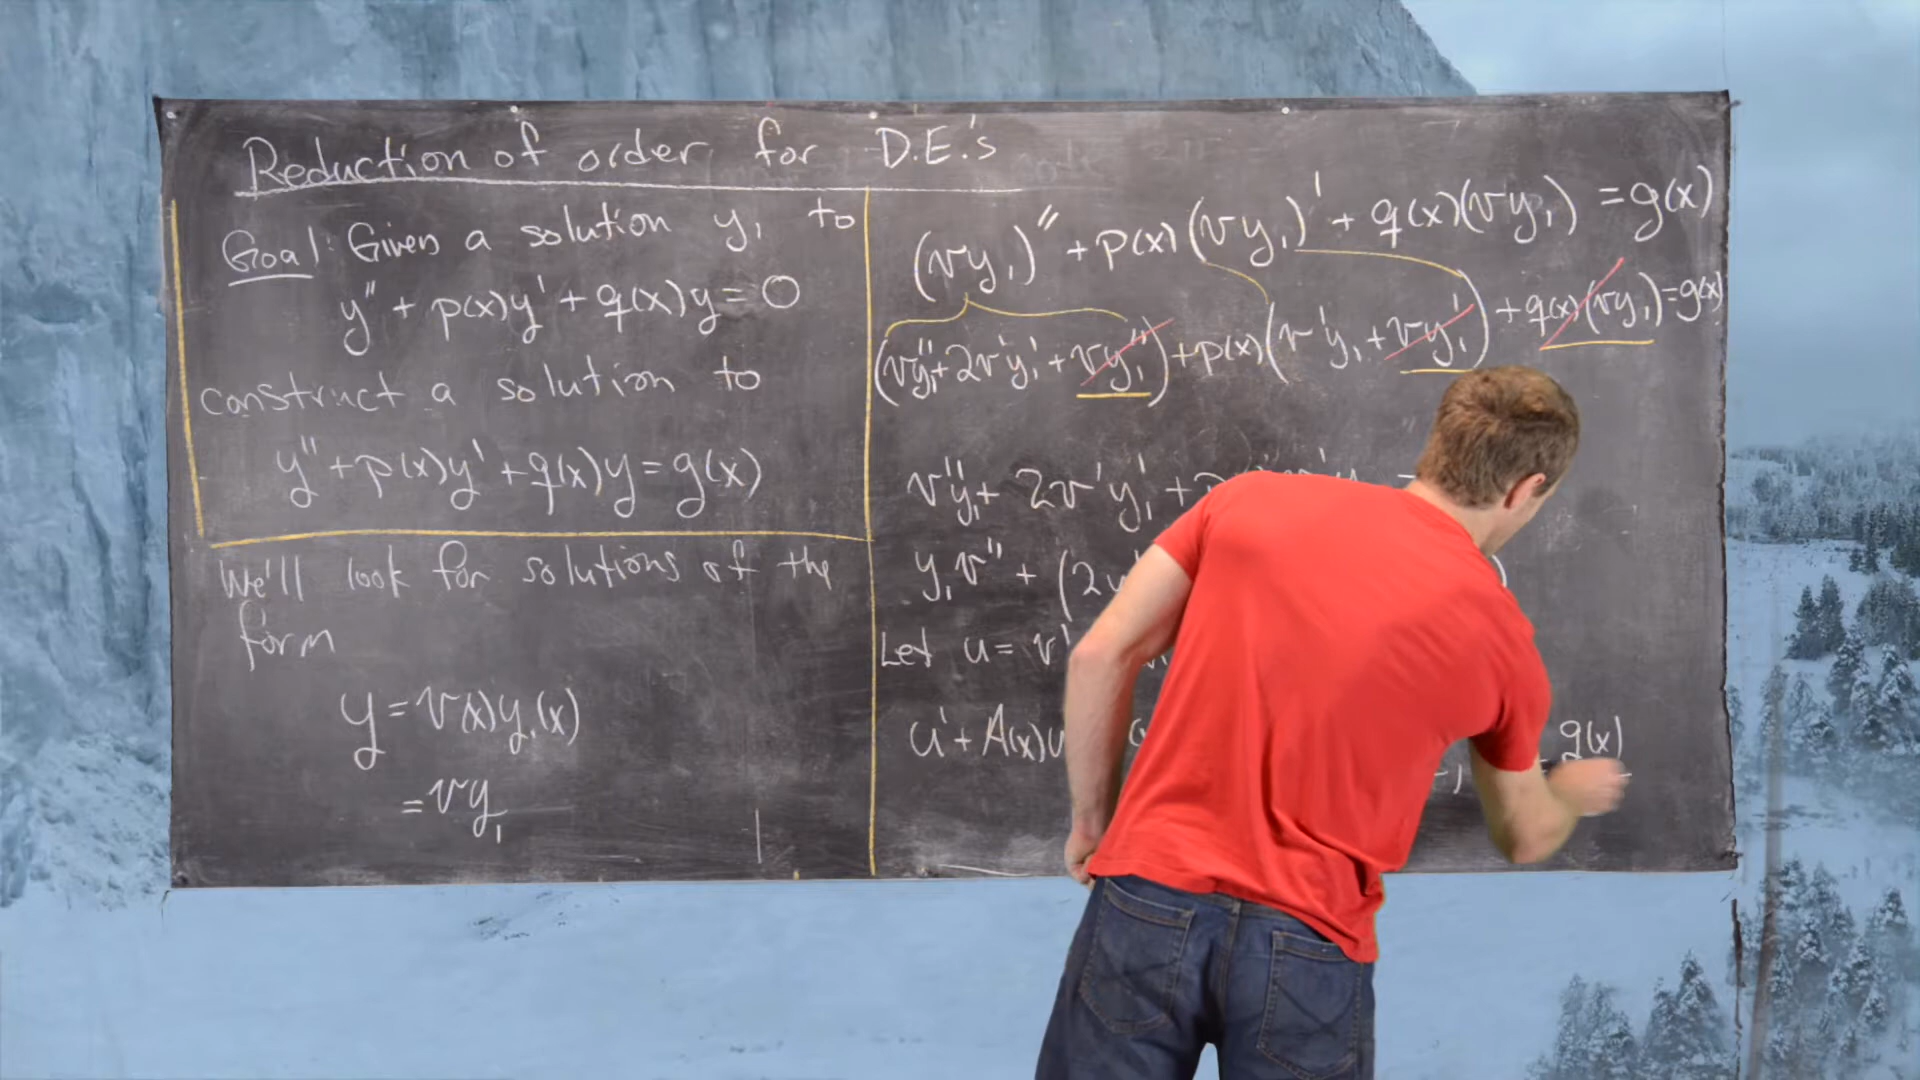 Reduction of order for D.E.'s
Goal: Given a solution y₁ to
y" + p(x)y' + q(x)y = 0
construct a solution to
y" + p(x)y' + q(x)y = g(x)
We'll look for solutions of the
form
y = v(x)y₁(x)
= vy₁
(vy₁)" + p(x)(vy₁)' + q(x)(vy₁) = g(x)
(v"y₁ + 2v'y₁' + vy₁") + p(x)(v'y₁ + vy₁') + q(x)(vy₁) = g(x)
v"y₁ + 2v'y₁' +
y₁v" + (2y
Let u = v'
u' + A(x)u
g(x)